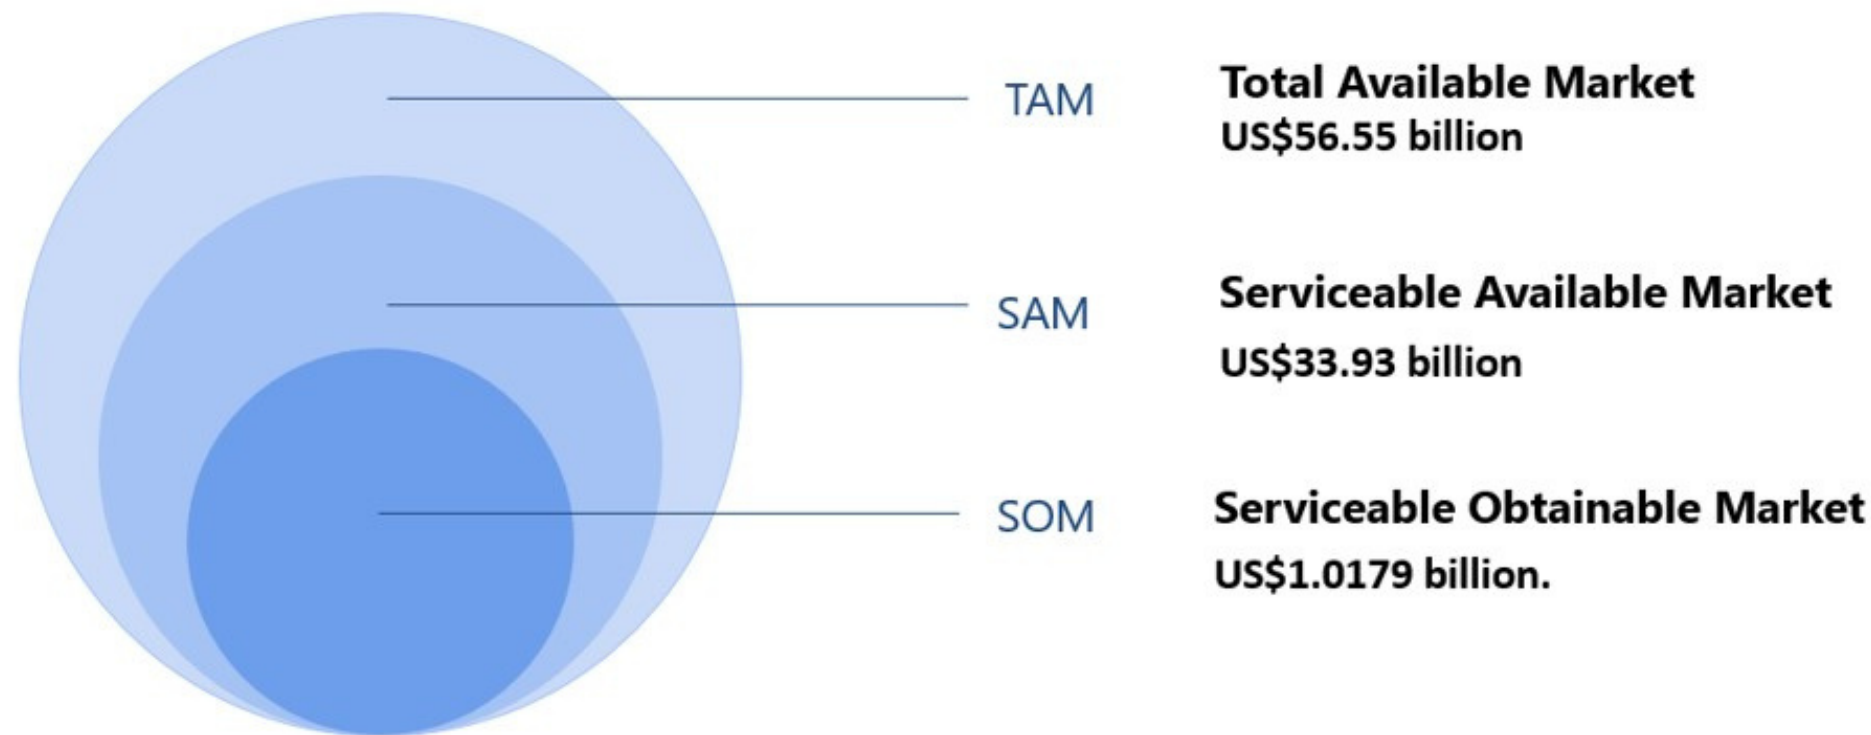 TAM
Total Available Market
US$56.55 billion
SAM
Serviceable Available Market
US$33.93 billion
SOM
Serviceable Obtainable Market
US$1.0179 billion.